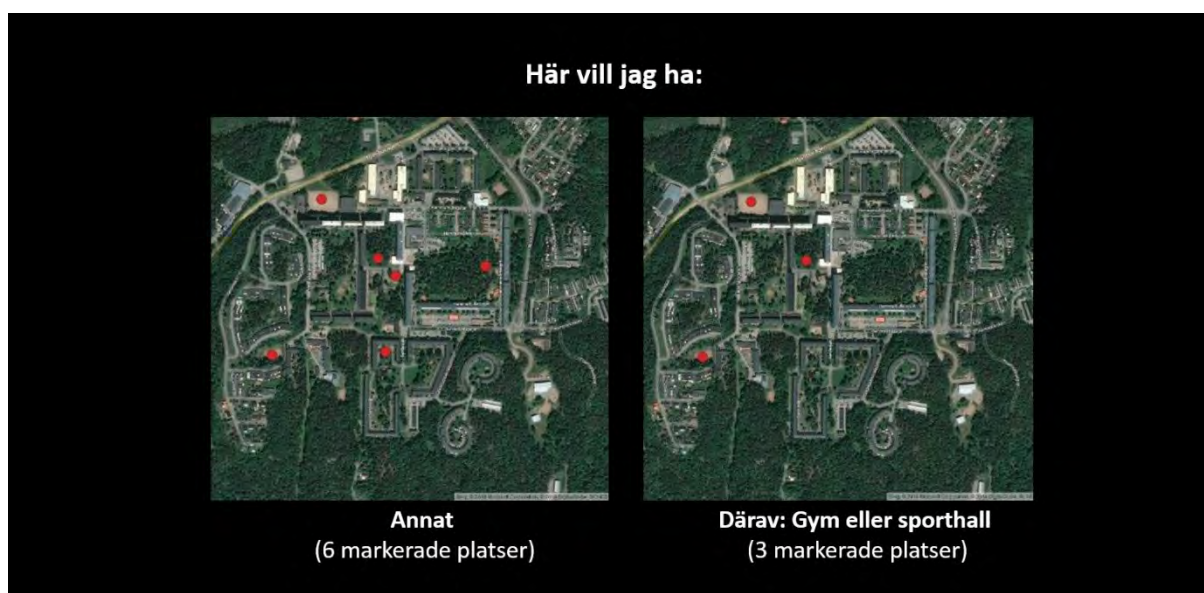 Här vill jag ha:
Annat
(6 markerade platser)
Därav: Gym eller sporthall
(3 markerade platser)